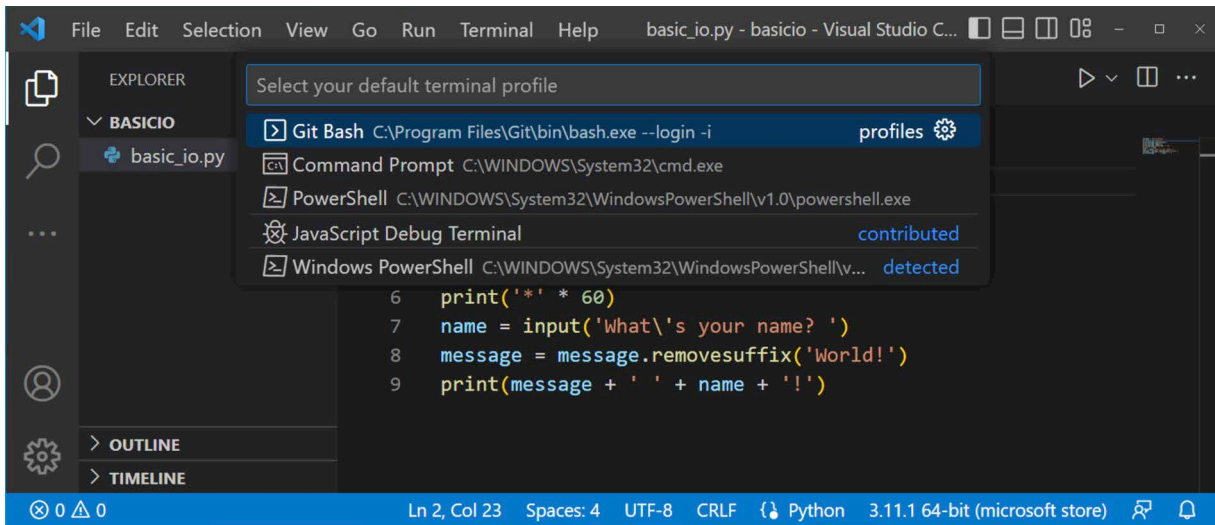 File Edit Selection View Go Run Terminal Help basic_io.py - basicio - Visual Studio C...
EXPLORER
BASICIO
basic_io.py
Select your default terminal profile
Git Bash C:\Program Files\Git\bin\bash.exe --login -i profiles
Command Prompt C:\WINDOWS\System32\cmd.exe
PowerShell C:\WINDOWS\System32\WindowsPowerShell\v1.0\powershell.exe
JavaScript Debug Terminal contributed
Windows PowerShell C:\WINDOWS\System32\WindowsPowerShell\v... detected
6 print('*' * 60)
7 name = input('What\'s your name? ')
8 message = message.removesuffix('World!')
9 print(message + ' ' + name + '!')
OUTLINE
TIMELINE
0 0 Ln 2, Col 23 Spaces: 4 UTF-8 CRLF Python 3.11.1 64-bit (microsoft store)